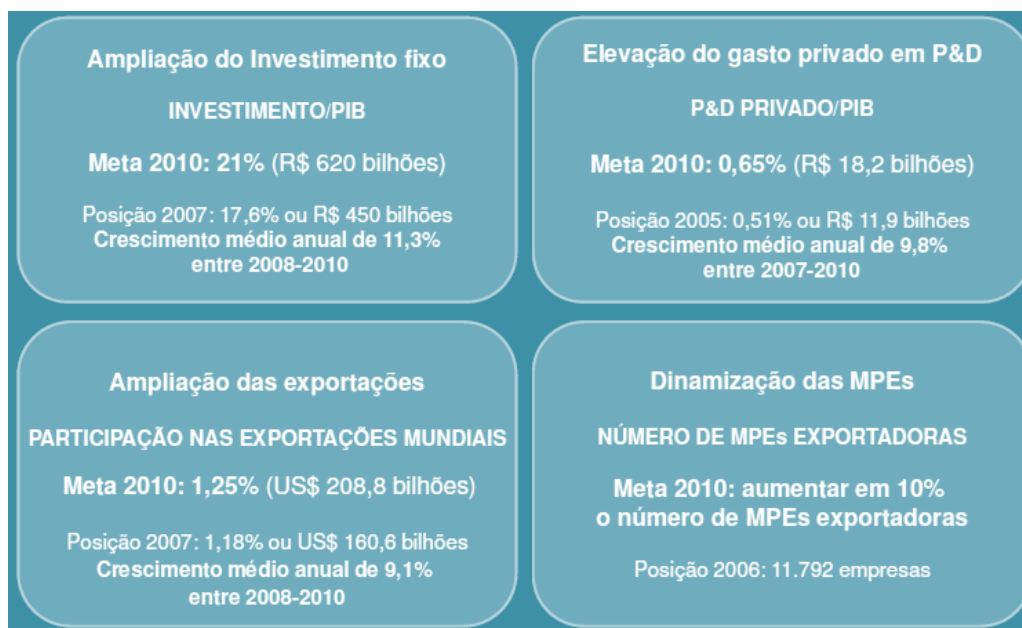 Ampliação do Investimento fixo
INVESTIMENTO/PIB
Meta 2010: 21% (R$ 620 bilhões)
Posição 2007: 17,6% ou R$ 450 bilhões
Crescimento médio anual de 11,3%
entre 2008-2010
Elevação do gasto privado em P&D
P&D PRIVADO/PIB
Meta 2010: 0,65% (R$ 18,2 bilhões)
Posição 2005: 0,51% ou R$ 11,9 bilhões
Crescimento médio anual de 9,8%
entre 2007-2010
Ampliação das exportações
PARTICIPAÇÃO NAS EXPORTAÇÕES MUNDIAIS
Meta 2010: 1,25% (US$ 208,8 bilhões)
Posição 2007: 1,18% ou US$ 160,6 bilhões
Crescimento médio anual de 9,1%
entre 2008-2010
Dinamização das MPEs
NÚMERO DE MPEs EXPORTADORAS
Meta 2010: aumentar em 10%
o número de MPEs exportadoras
Posição 2006: 11.792 empresas